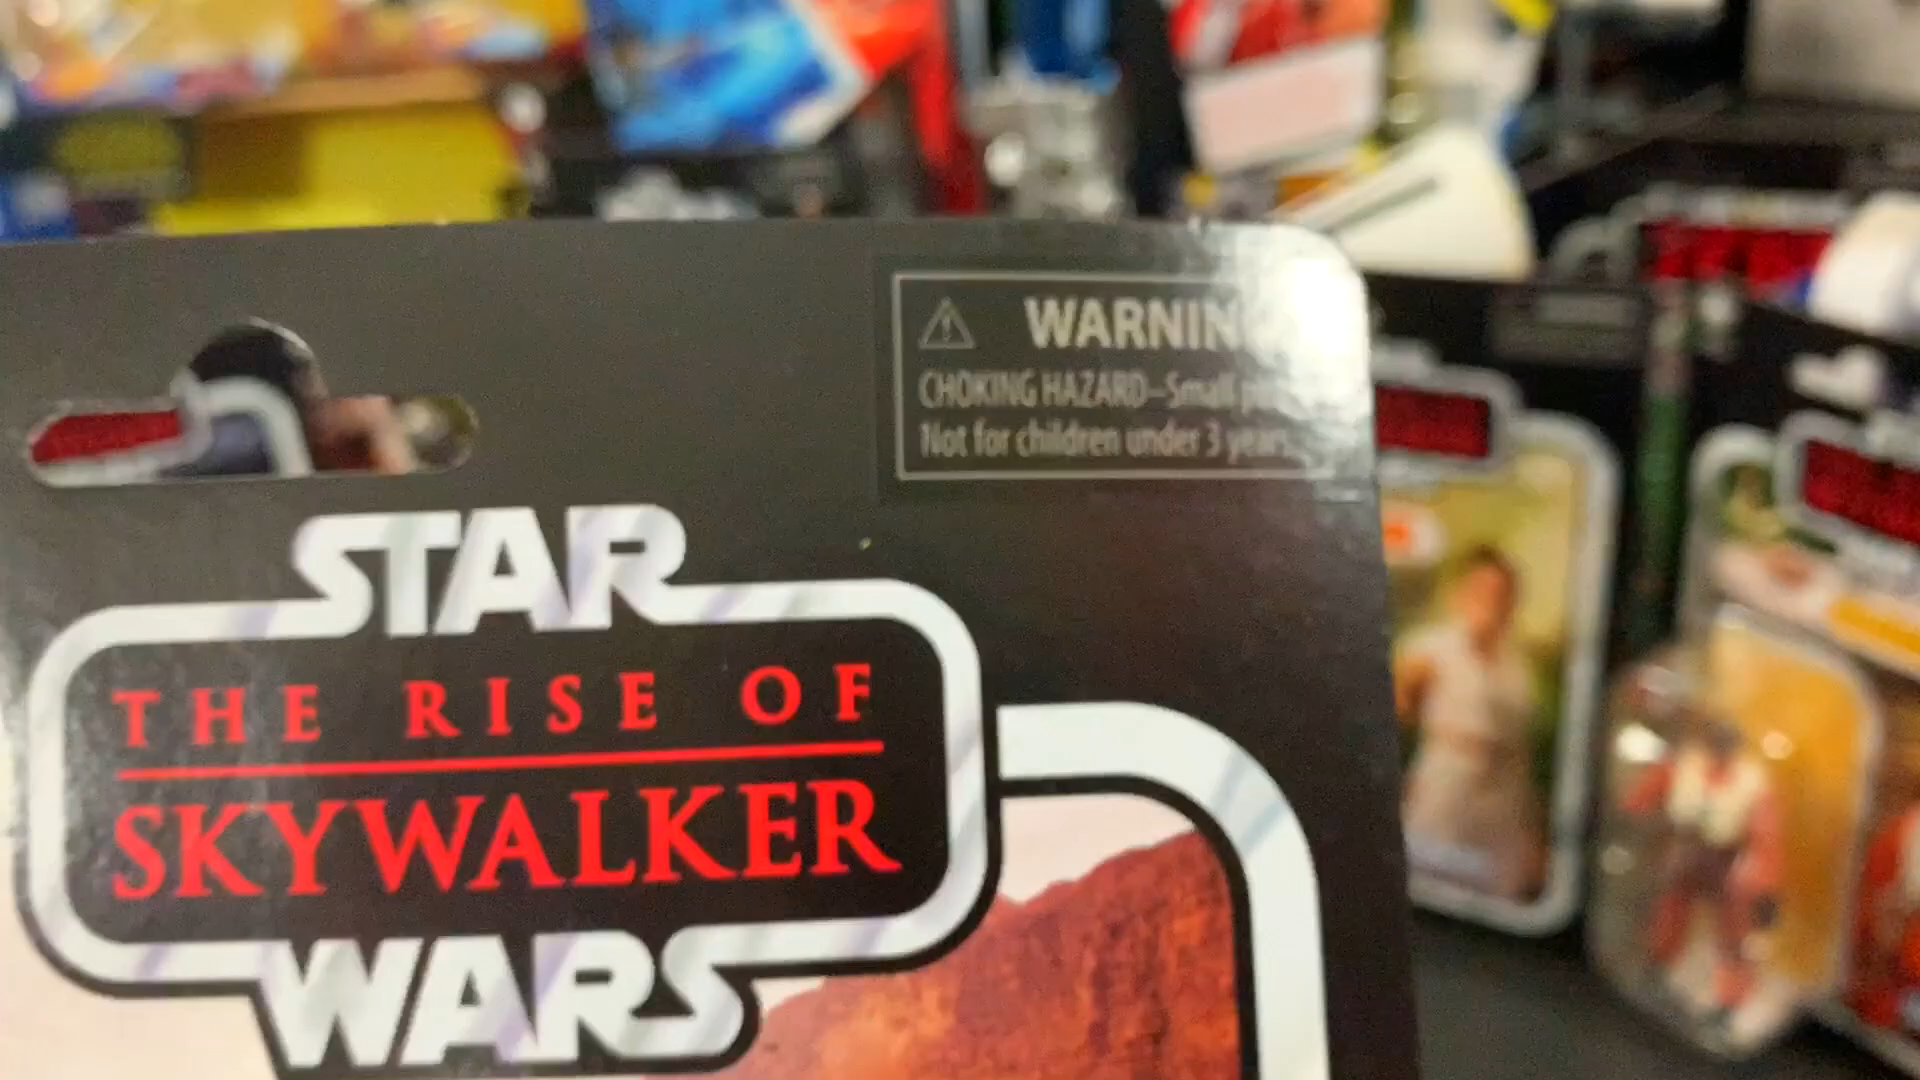 WARNIN
CHOKING HAZARD–Small
Not for children under 3 years
STAR
THE RISE OF
SKYWALKER
WARS